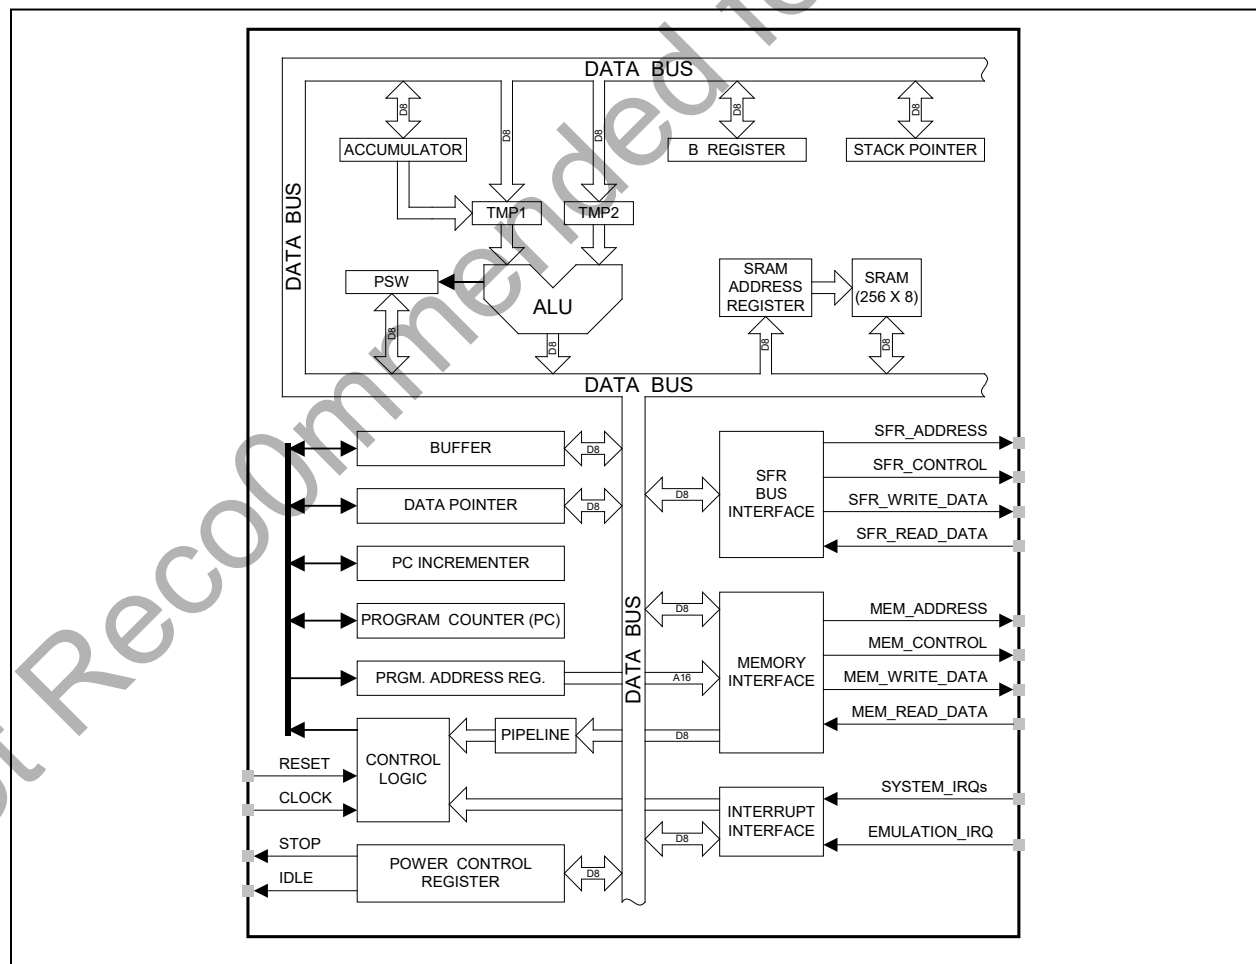 DATA BUS
D8
D8
D8
D8
D8
ACCUMULATOR
B REGISTER
STACK POINTER
DATA BUS
TMP1
TMP2
PSW
ALU
SRAM
ADDRESS
REGISTER
SRAM
(256 X 8)
D8
D8
D8
D8
DATA BUS
BUFFER
D8
DATA POINTER
D8
PC INCREMENTER
PROGRAM COUNTER (PC)
PRGM. ADDRESS REG.
A16
PIPELINE
D8
CONTROL
LOGIC
RESET
CLOCK
STOP
IDLE
POWER CONTROL
REGISTER
D8
DATA BUS
D8
SFR
BUS
INTERFACE
SFR_ADDRESS
SFR_CONTROL
SFR_WRITE_DATA
SFR_READ_DATA
D8
MEMORY
INTERFACE
MEM_ADDRESS
MEM_CONTROL
MEM_WRITE_DATA
MEM_READ_DATA
INTERRUPT
INTERFACE
D8
SYSTEM_IRQs
EMULATION_IRQ
Reco0mmended